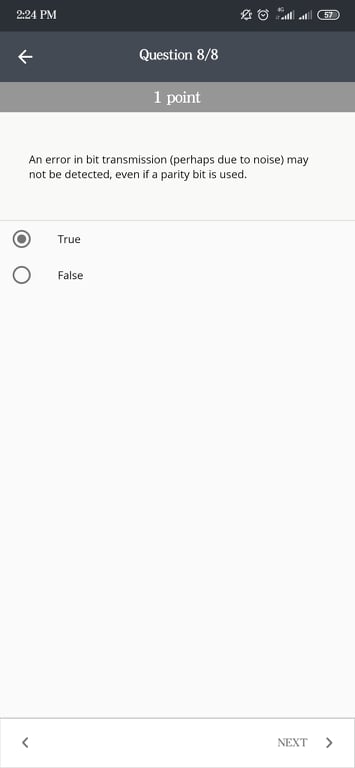 2:24 PM
4G
57
Question 8/8
1 point
An error in bit transmission (perhaps due to noise) may
not be detected, even if a parity bit is used.
True
False
NEXT